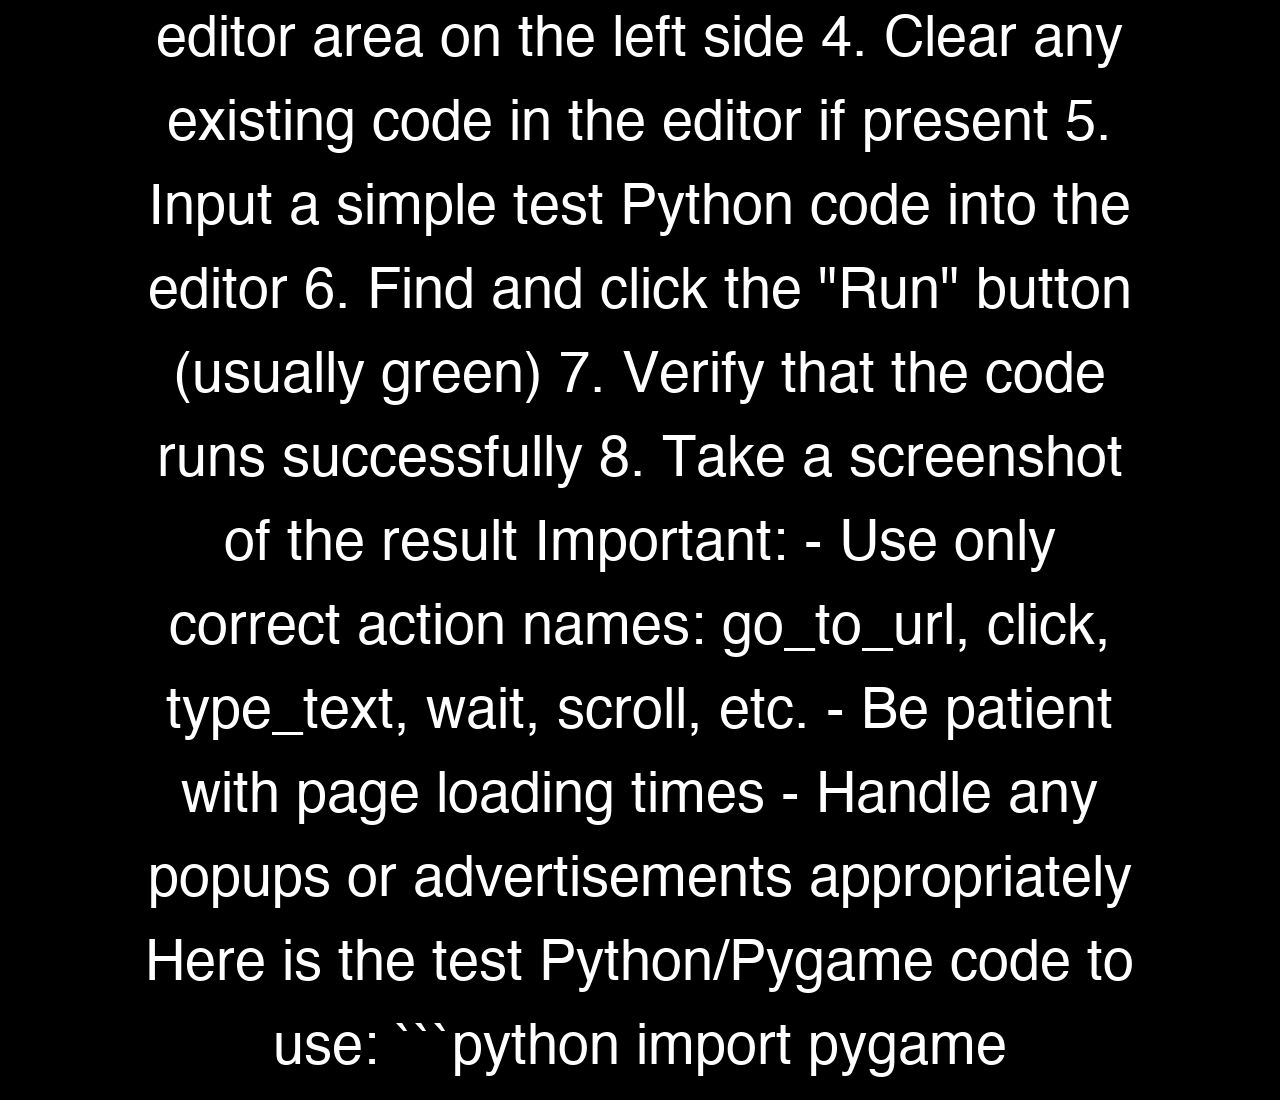 editor area on the left side 4. Clear any
existing code in the editor if present 5.
Input a simple test Python code into the
editor 6. Find and click the "Run" button
(usually green) 7. Verify that the code
runs successfully 8. Take a screenshot
of the result Important: - Use only
correct action names: go_to_url, click,
type_text, wait, scroll, etc. - Be patient
with page loading times - Handle any
popups or advertisements appropriately
Here is the test Python/Pygame code to
use: ```python import pygame